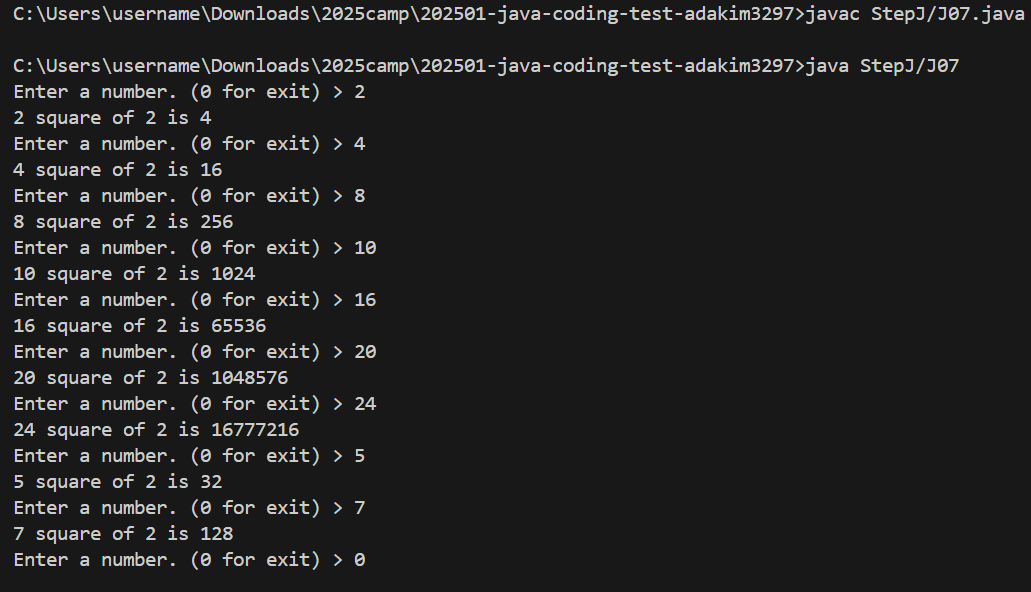 C:\Users\username\Downloads\2025camp\202501-java-coding-test-adakim3297>javac StepJ/J07.java
C:\Users\username\Downloads\2025camp\202501-java-coding-test-adakim3297>java StepJ/J07
Enter a number. (0 for exit) > 2
2 square of 2 is 4
Enter a number. (0 for exit) > 4
4 square of 2 is 16
Enter a number. (0 for exit) > 8
8 square of 2 is 256
Enter a number. (0 for exit) > 10
10 square of 2 is 1024
Enter a number. (0 for exit) > 16
16 square of 2 is 65536
Enter a number. (0 for exit) > 20
20 square of 2 is 1048576
Enter a number. (0 for exit) > 24
24 square of 2 is 16777216
Enter a number. (0 for exit) > 5
5 square of 2 is 32
Enter a number. (0 for exit) > 7
7 square of 2 is 128
Enter a number. (0 for exit) > 0